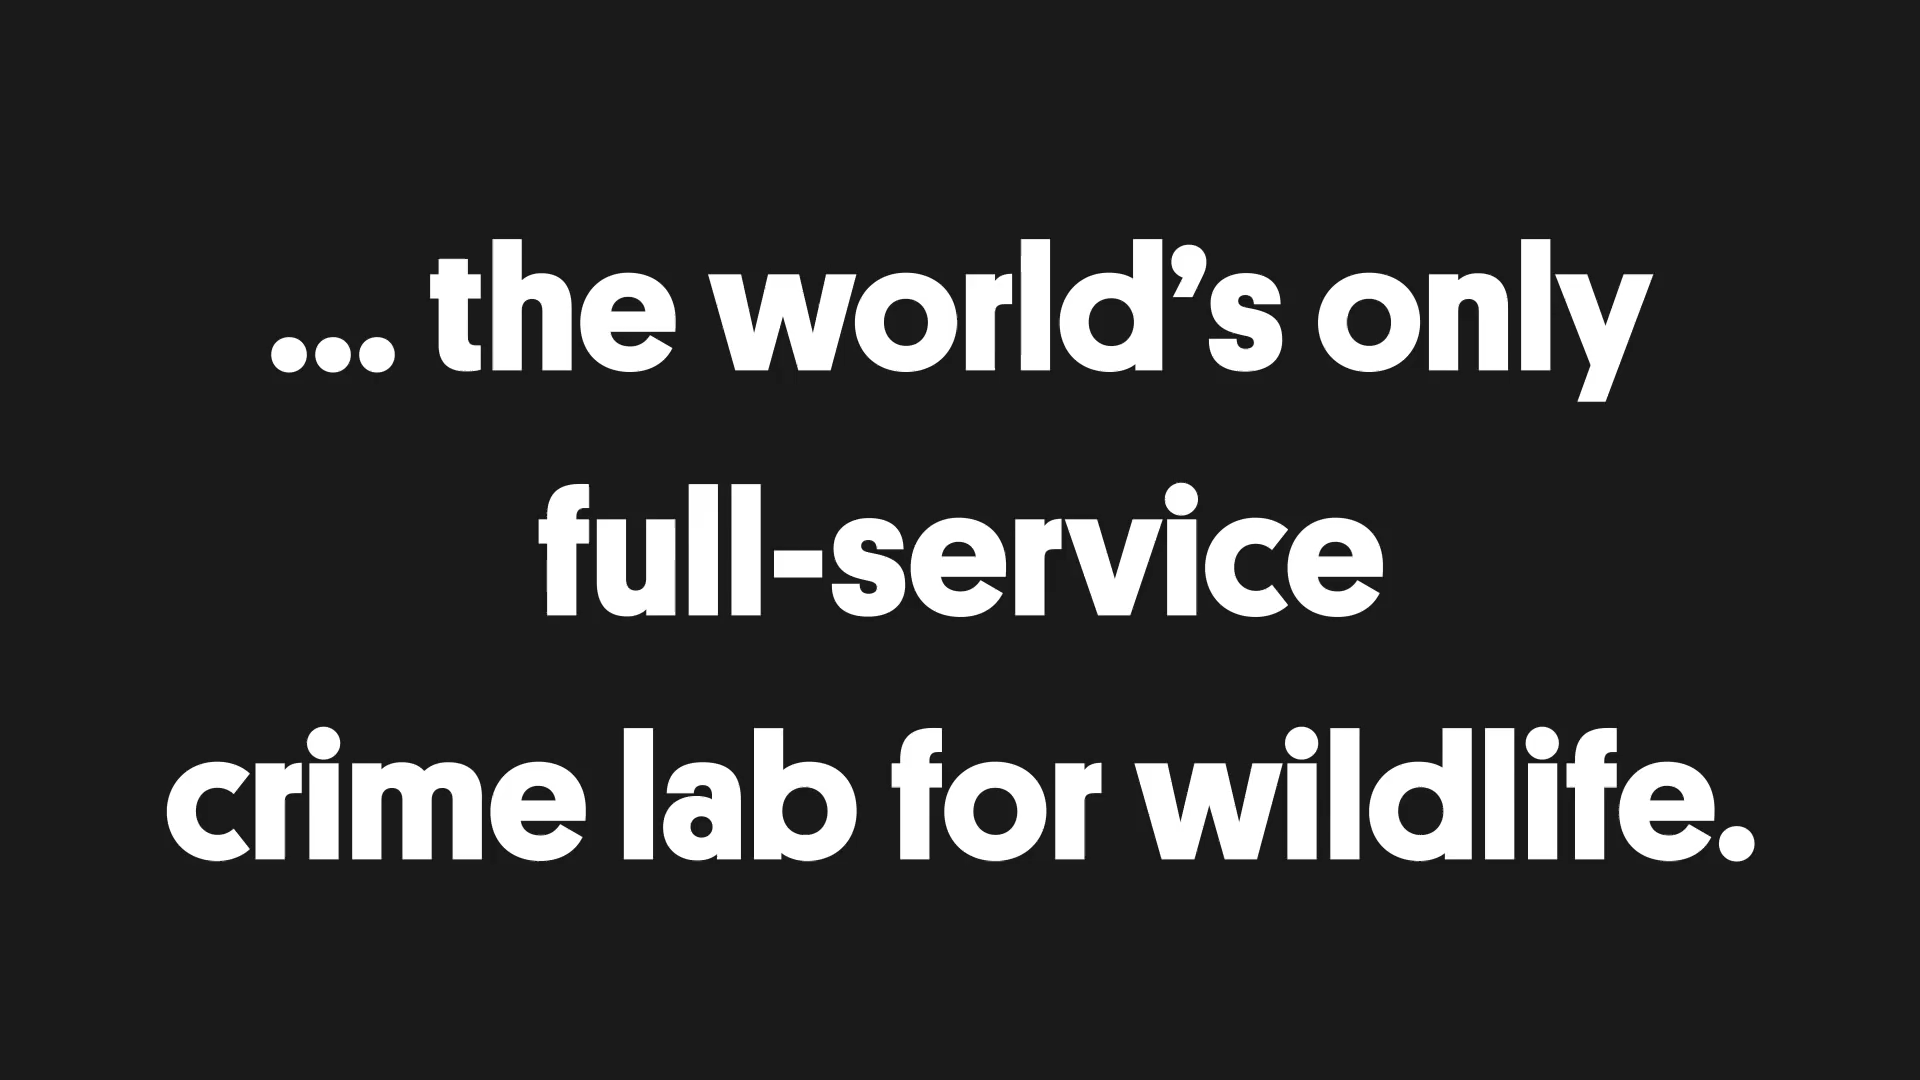 ... the world’s only
full-service
crime lab for wildlife.